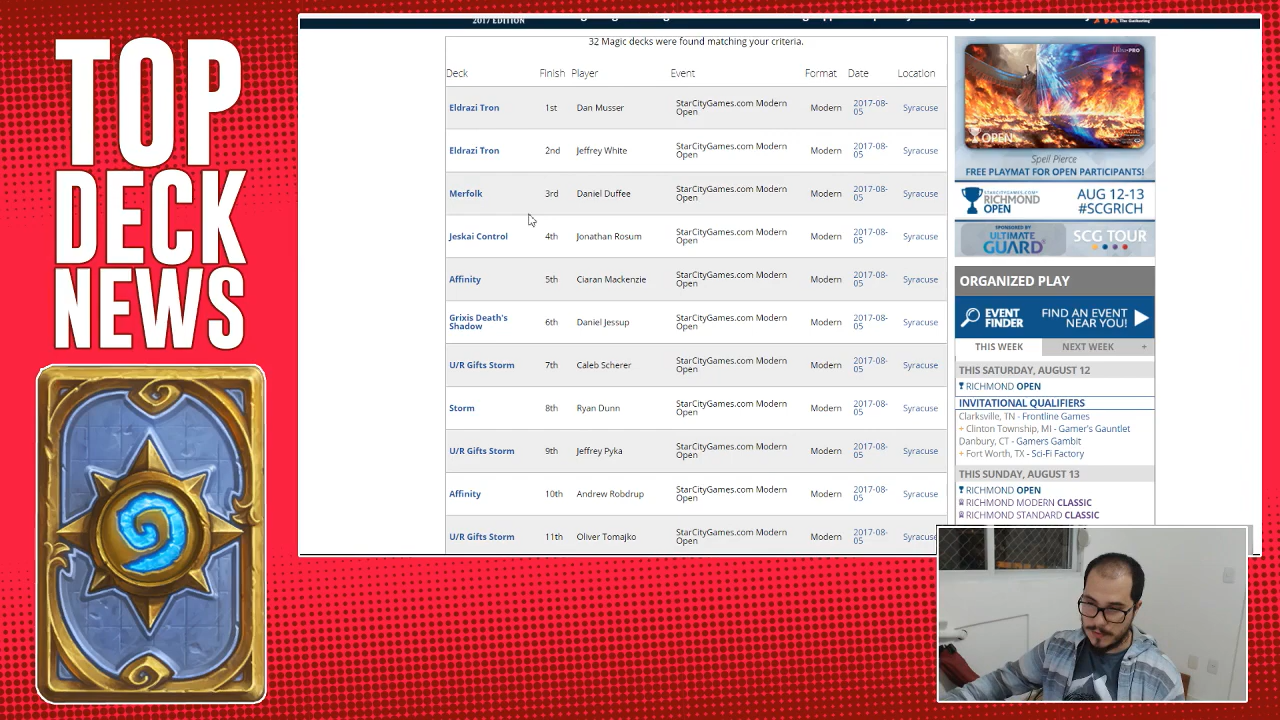 TOP
DECK
NEWS
2017 EDITION
32 Magic decks were found matching your criteria.
Deck Finish Player Event Format Date Location
Eldrazi Tron 1st Dan Musser StarCityGames.com Modern Open Modern 2017-08-05 Syracuse
Eldrazi Tron 2nd Jeffrey White StarCityGames.com Modern Open Modern 2017-08-05 Syracuse
Merfolk 3rd Daniel Duffee StarCityGames.com Modern Open Modern 2017-08-05 Syracuse
Jeskai Control 4th Jonathan Rosum StarCityGames.com Modern Open Modern 2017-08-05 Syracuse
Affinity 5th Ciaran Mackenzie StarCityGames.com Modern Open Modern 2017-08-05 Syracuse
Grixis Death's Shadow 6th Daniel Jessup StarCityGames.com Modern Open Modern 2017-08-05 Syracuse
U/R Gifts Storm 7th Caleb Scherer StarCityGames.com Modern Open Modern 2017-08-05 Syracuse
Storm 8th Ryan Dunn StarCityGames.com Modern Open Modern 2017-08-05 Syracuse
U/R Gifts Storm 9th Jeffrey Pyka StarCityGames.com Modern Open Modern 2017-08-05 Syracuse
Affinity 10th Andrew Robdrup StarCityGames.com Modern Open Modern 2017-08-05 Syracuse
U/R Gifts Storm 11th Oliver Tomajko StarCityGames.com Modern Open Modern 2017-08-05 Syracuse
Ultra-PRO
OPEN
Spell Pierce
FREE PLAYMAT FOR OPEN PARTICIPANTS!
STARCITYGAMES.COM
RICHMOND
OPEN
AUG 12-13
#SCGRICH
SPONSORED BY
ULTIMATE
GUARD
SCG TOUR
ORGANIZED PLAY
EVENT
FINDER
FIND AN EVENT
NEAR YOU!
THIS WEEK NEXT WEEK +
THIS SATURDAY, AUGUST 12
RICHMOND OPEN
INVITATIONAL QUALIFIERS
Clarksville, TN - Frontline Games
+ Clinton Township, MI - Gamer's Gauntlet
Danbury, CT - Gamers Gambit
+ Fort Worth, TX - Sci-Fi Factory
THIS SUNDAY, AUGUST 13
RICHMOND OPEN
RICHMOND MODERN CLASSIC
RICHMOND STANDARD CLASSIC